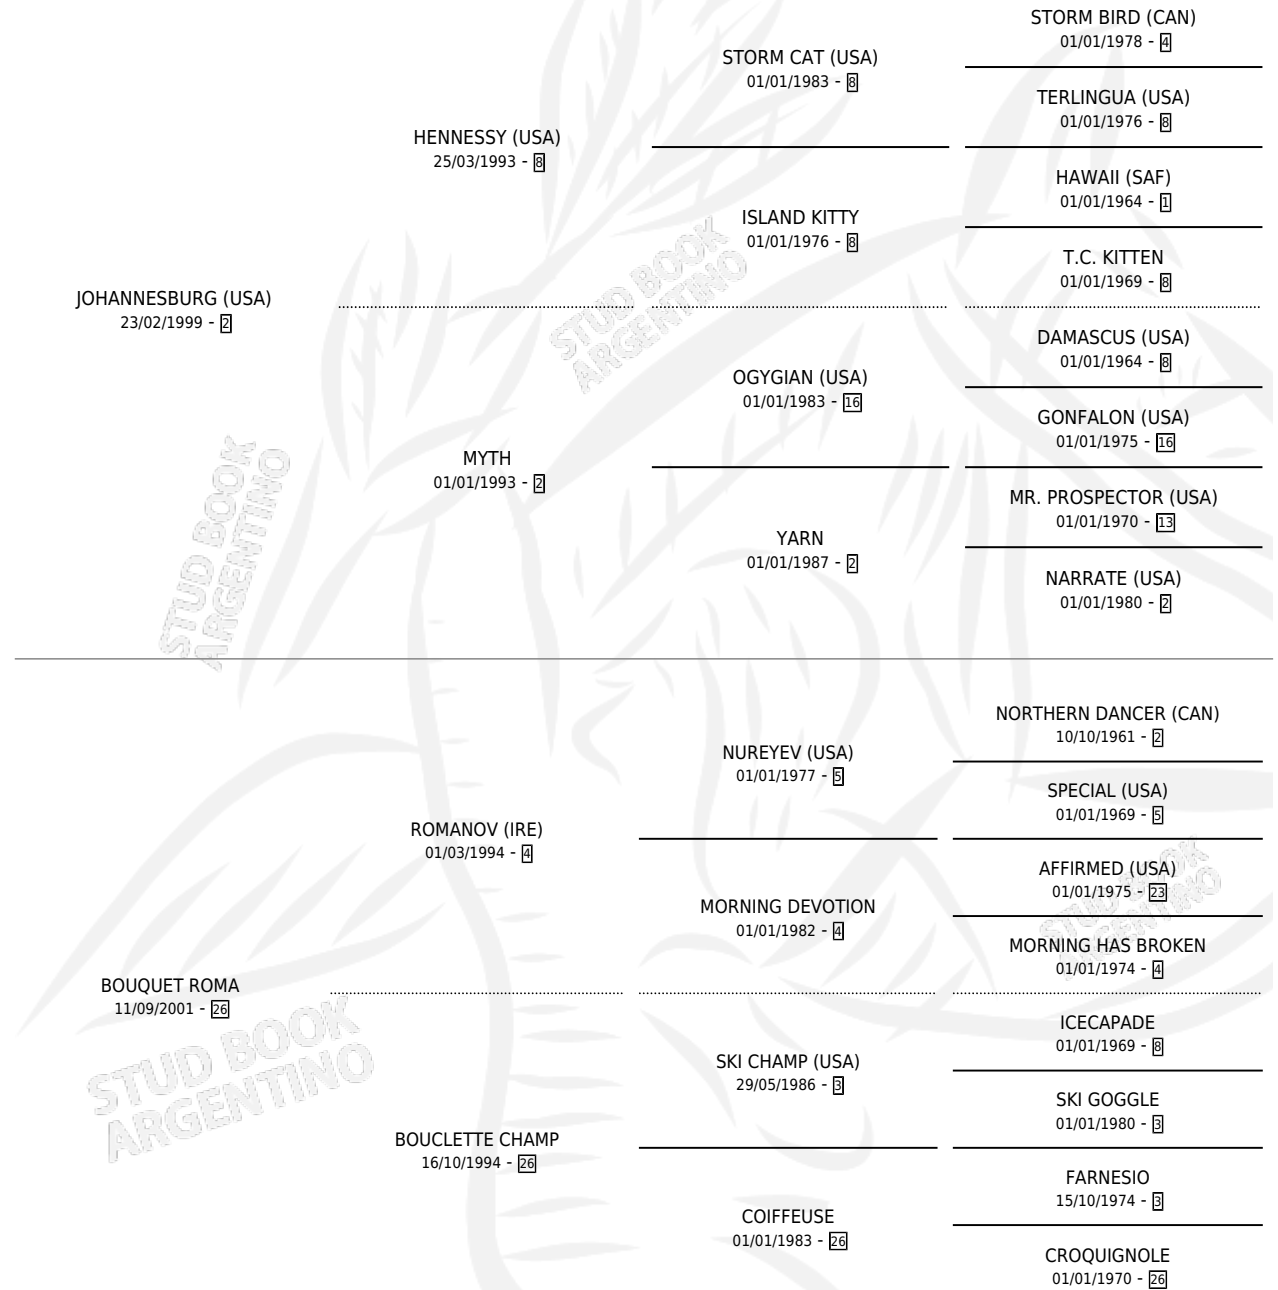 STORM BIRD (CAN)
01/01/1978 - 4
STORM CAT (USA)
01/01/1983 - 8
TERLINGUA (USA)
01/01/1976 - 8
HENNESSY (USA)
25/03/1993 - 8
HAWAII (SAF)
01/01/1964 - 1
ISLAND KITTY
01/01/1976 - 8
T.C. KITTEN
01/01/1969 - 8
JOHANNESBURG (USA)
23/02/1999 - 2
DAMASCUS (USA)
01/01/1964 - 8
OGYGIAN (USA)
01/01/1983 - 16
GONFALON (USA)
01/01/1975 - 16
MYTH
01/01/1993 - 2
MR. PROSPECTOR (USA)
01/01/1970 - 13
YARN
01/01/1987 - 2
NARRATE (USA)
01/01/1980 - 2
NORTHERN DANCER (CAN)
10/10/1961 - 2
NUREYEV (USA)
01/01/1977 - 5
SPECIAL (USA)
01/01/1969 - 5
ROMANOV (IRE)
01/03/1994 - 4
AFFIRMED (USA)
01/01/1975 - 23
MORNING DEVOTION
01/01/1982 - 4
MORNING HAS BROKEN
01/01/1974 - 4
BOUQUET ROMA
11/09/2001 - 26
ICECAPADE
01/01/1969 - 8
SKI CHAMP (USA)
29/05/1986 - 3
SKI GOGGLE
01/01/1980 - 3
BOUCLETTE CHAMP
16/10/1994 - 26
FARNESIO
15/10/1974 - 3
COIFFEUSE
01/01/1983 - 26
CROQUIGNOLE
01/01/1970 - 26
STUD BOOK
ARGENTINO
STUD BOOK
ARGENTINO
STUD BOOK
ARGENTINO
STUD BOOK
ARGENTINO